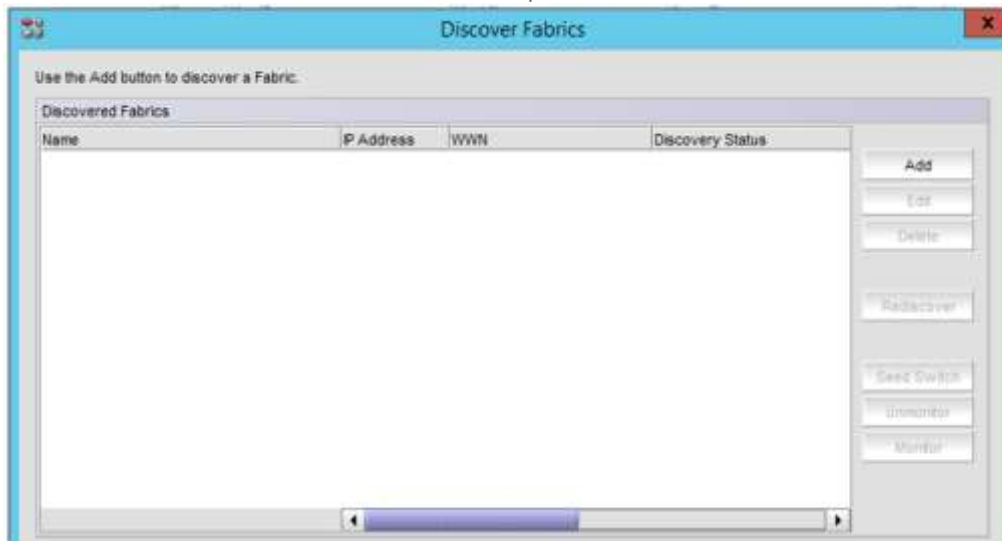 Discover Fabrics
x
Use the Add button to discover a Fabric.
Discovered Fabrics
Name IP Address WWN Discovery Status
Add
Edit
Delete
Rediscover
Seed Switch
Unmonitor
Monitor